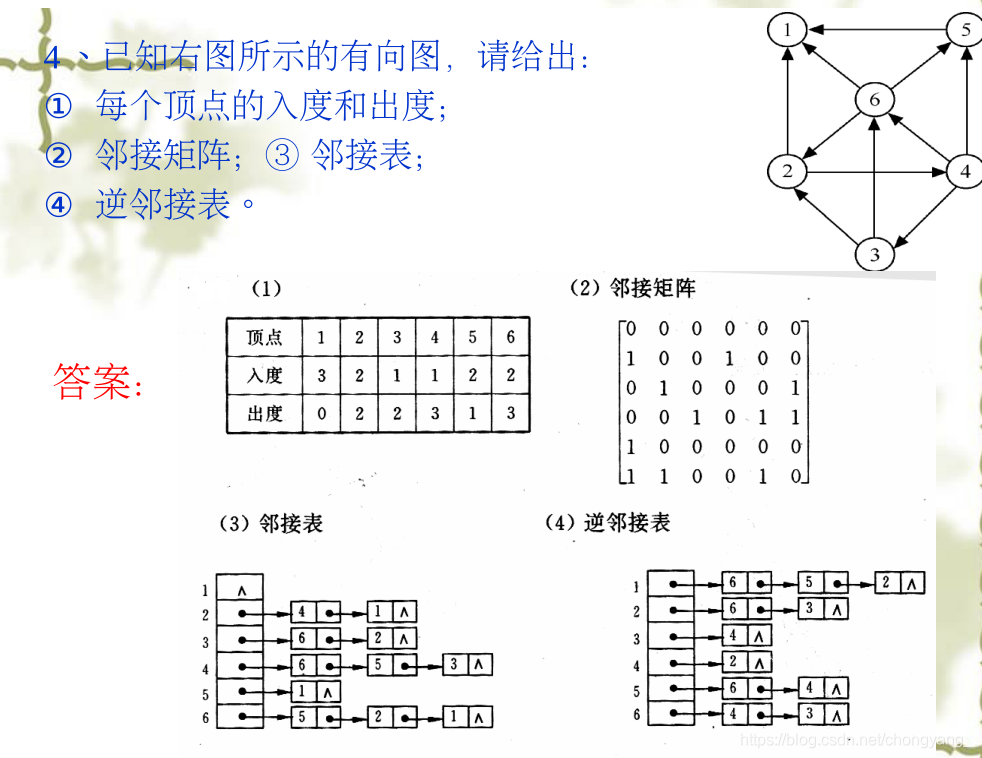 4、已知右图所示的有向图，请给出：
① 每个顶点的入度和出度；
② 邻接矩阵；③ 邻接表；
④ 逆邻接表。
1 5
6
2 4
3
答案：
(1)
顶点 1 2 3 4 5 6
入度 3 2 1 1 2 2
出度 0 2 2 3 1 3
(2) 邻接矩阵
0 0 0 0 0 0
1 0 0 1 0 0
0 1 0 0 0 1
0 0 1 0 1 1
1 0 0 0 0 0
1 1 0 0 1 0
(3) 邻接表
1 ∧
2 4 1 ∧
3 6 2 ∧
4 6 5 3 ∧
5 1 ∧
6 5 2 1 ∧
(4) 逆邻接表
1 6 5 2 ∧
2 6 3 ∧
3 4 ∧
4 2 ∧
5 6 4 ∧
6 4 3 ∧
https://blog.csdn.net/chongyang